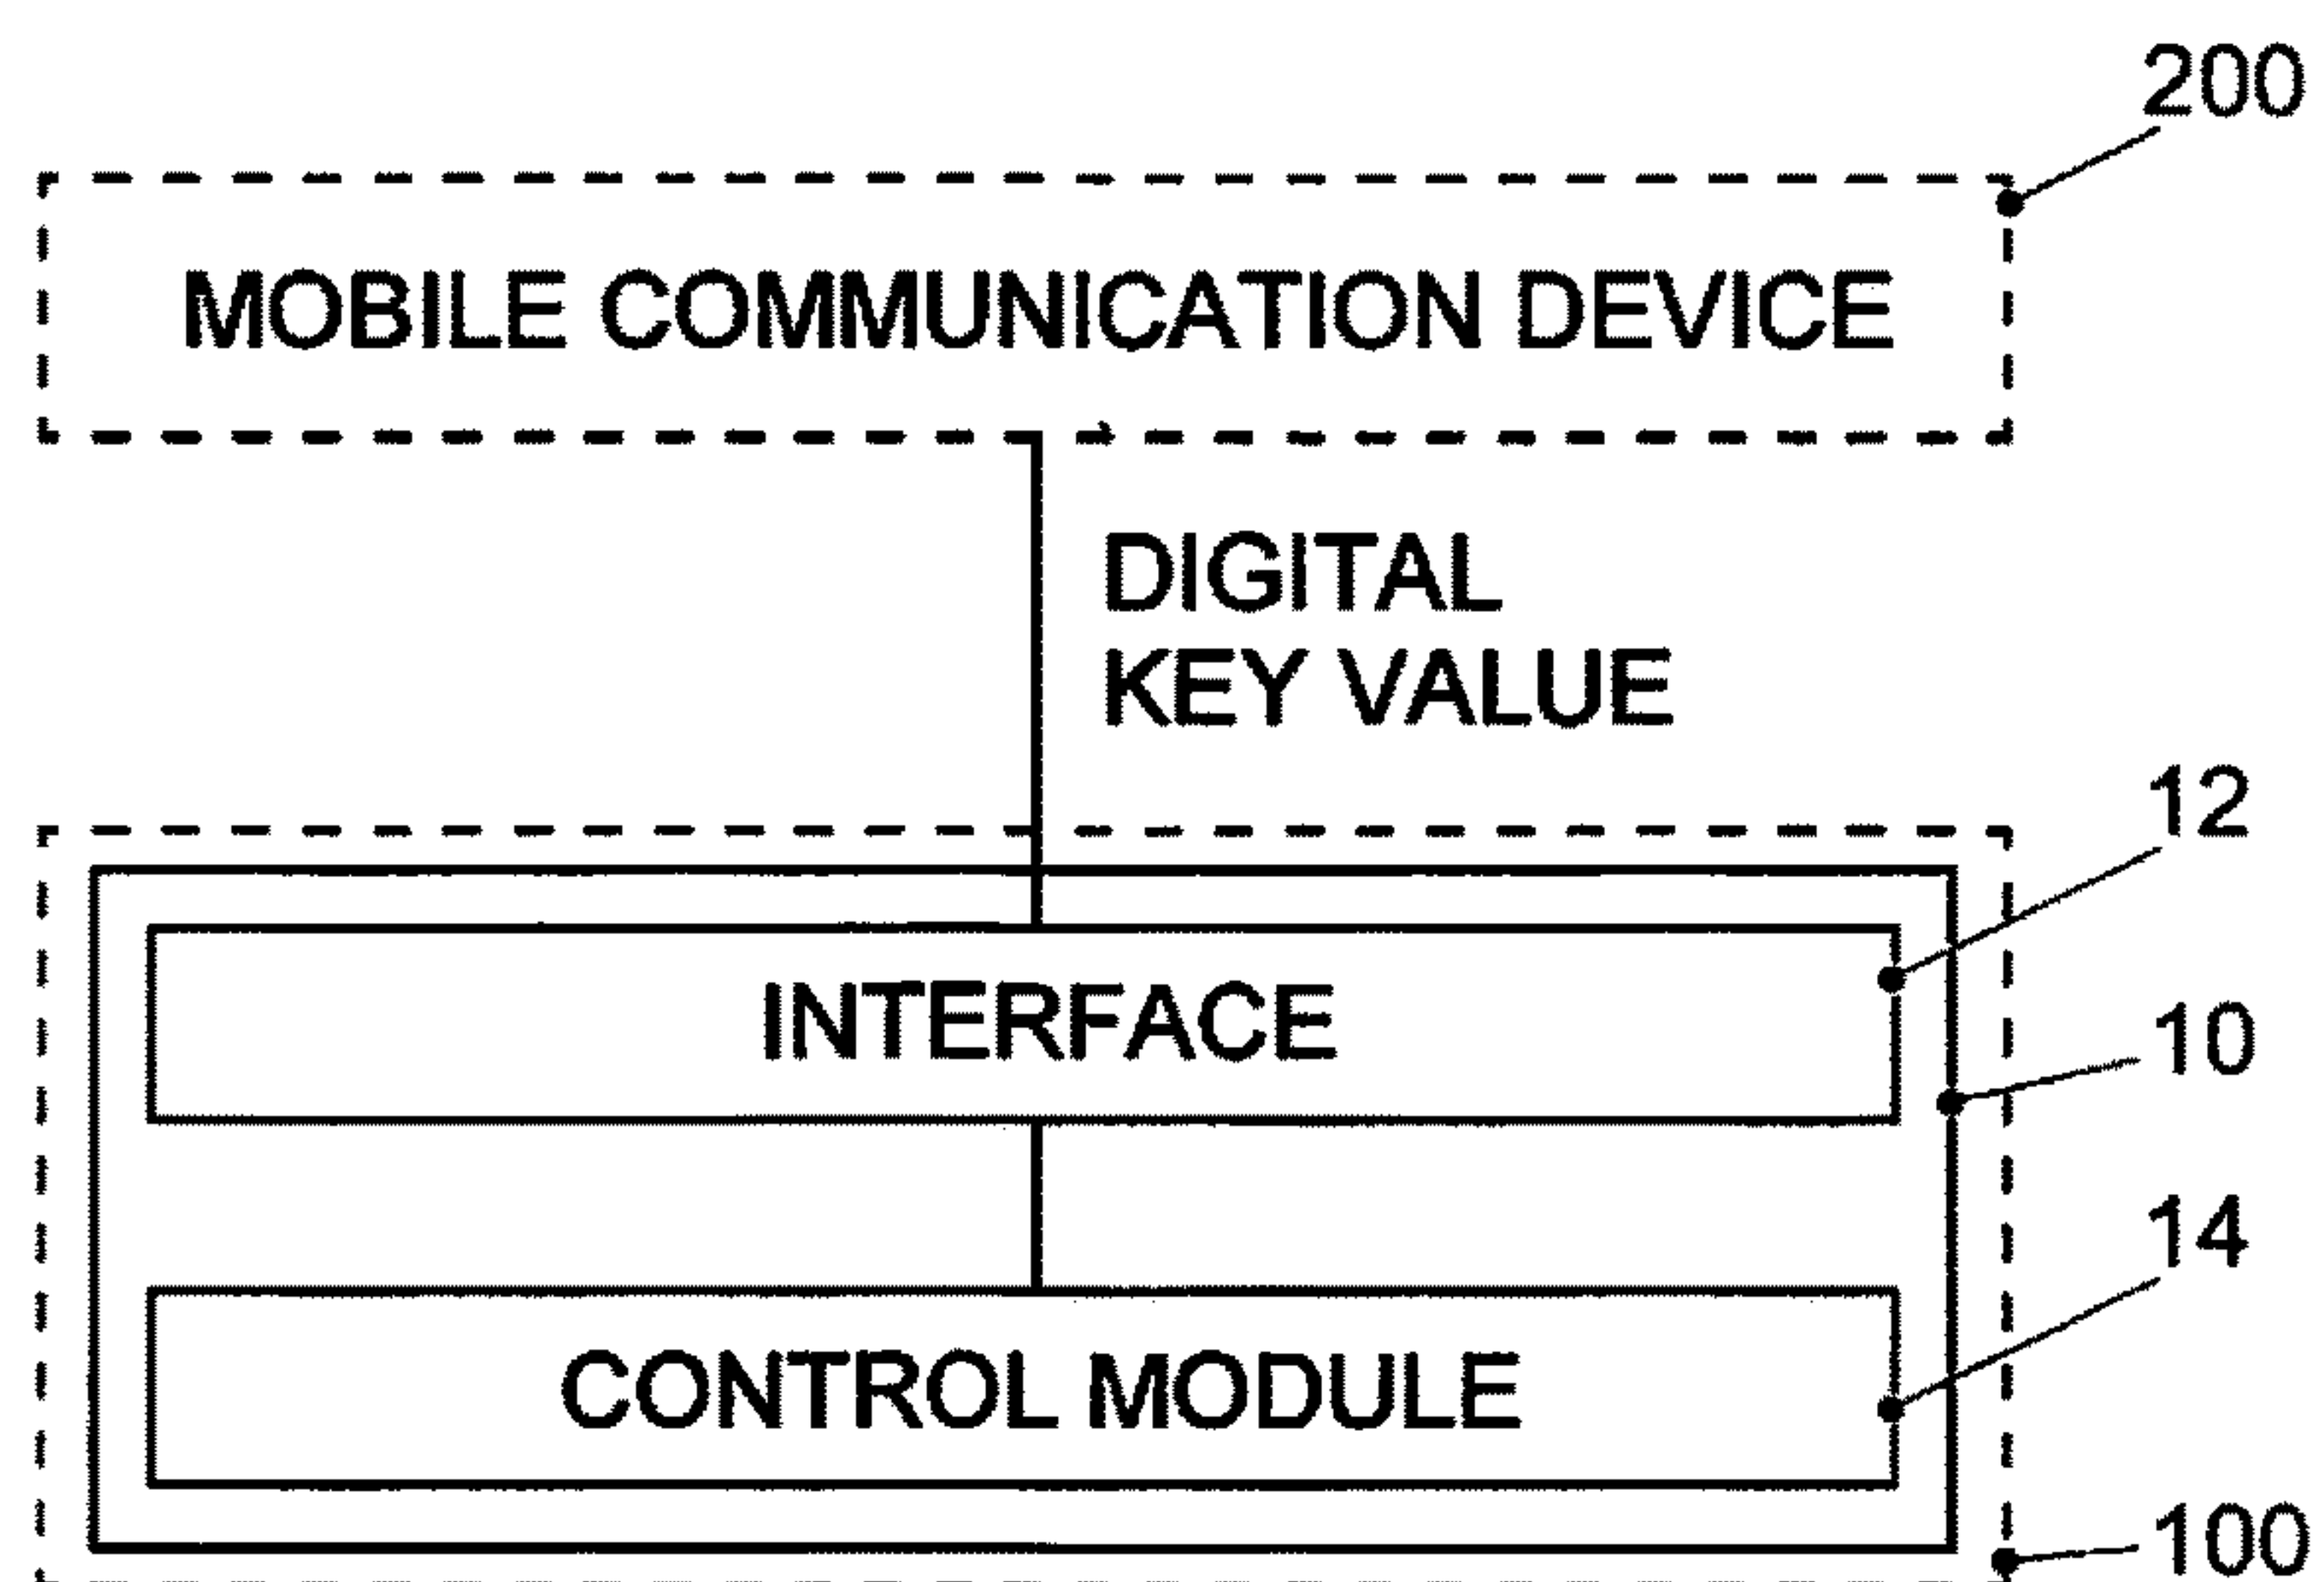 200
MOBILE COMMUNICATION DEVICE
DIGITAL
KEY VALUE
12
INTERFACE
10
14
CONTROL MODULE
100